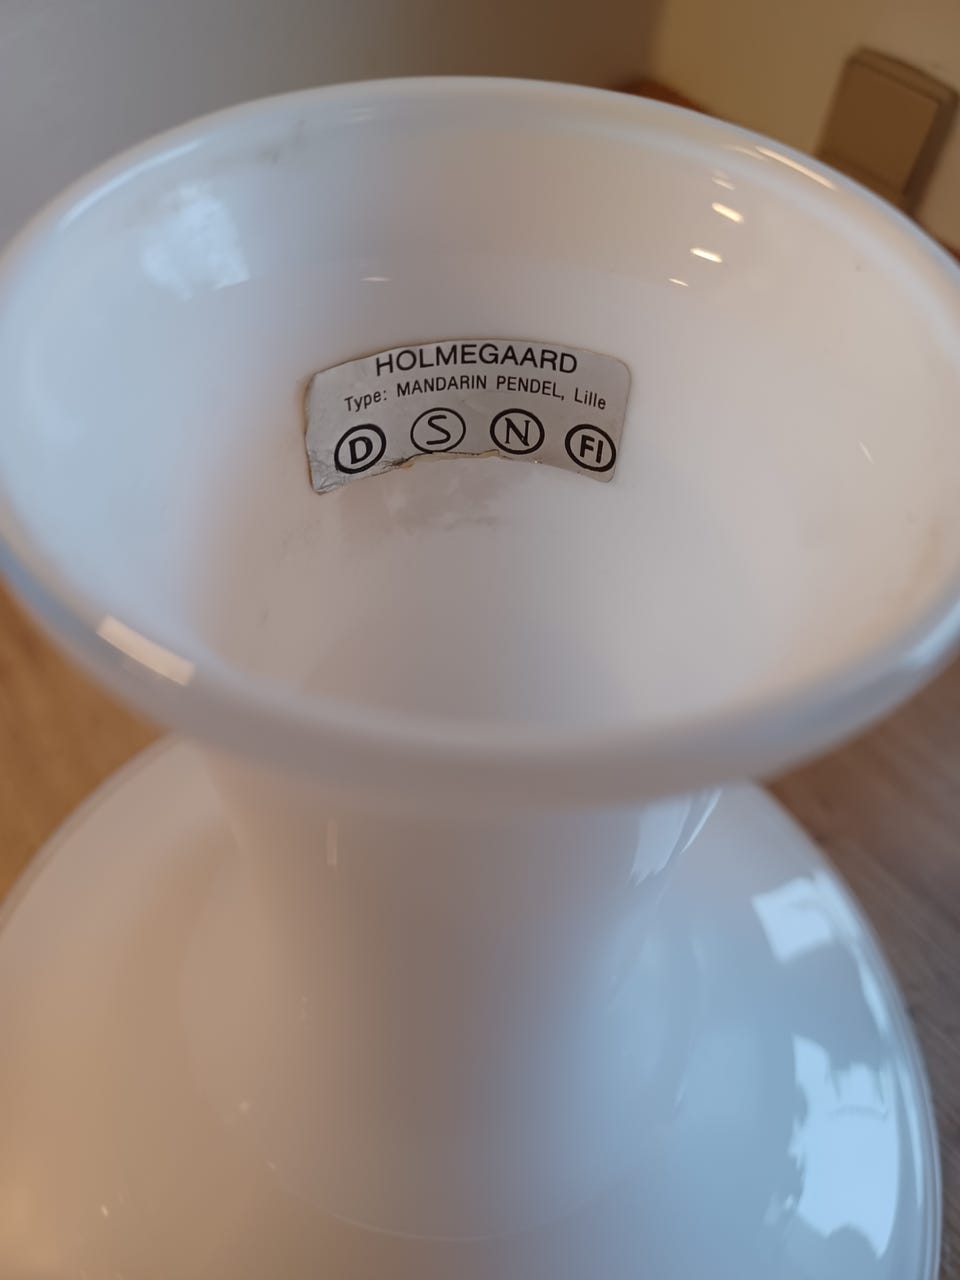 HOLMEGAARD
Type: MANDARIN PENDEL, Lille
D S N FI